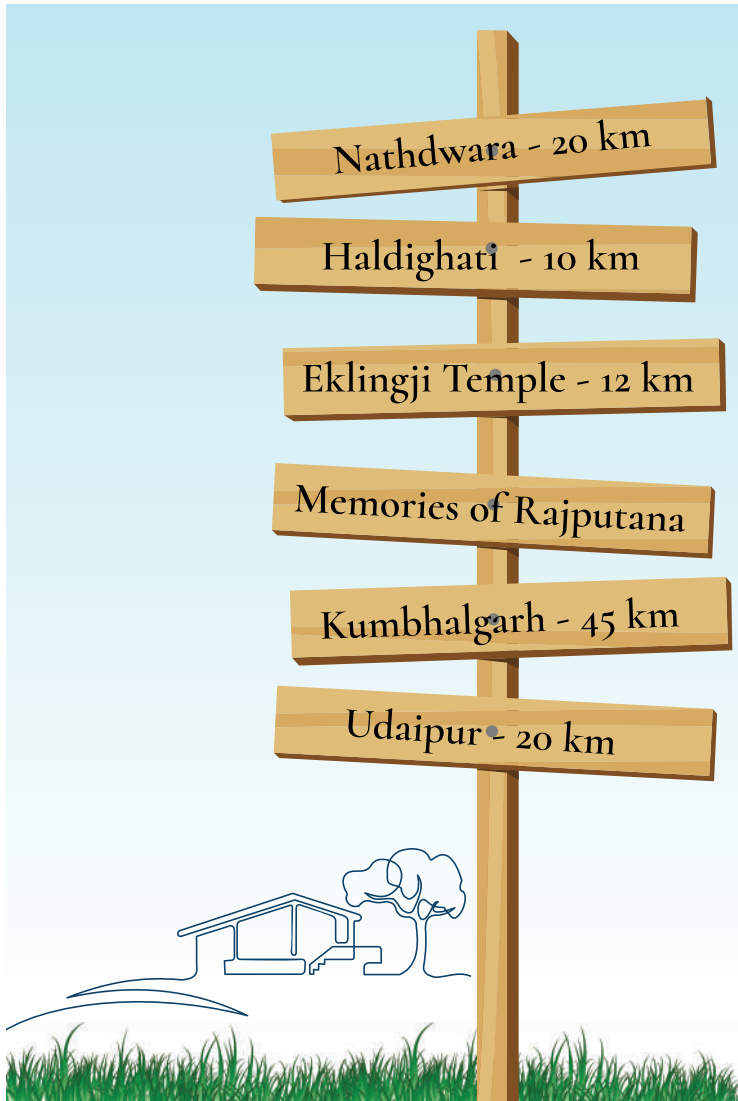 Nathdwara - 20 km
Haldighati - 10 km
Eklingji Temple - 12 km
Memories of Rajputana
Kumbhalgarh - 45 km
Udaipur - 20 km